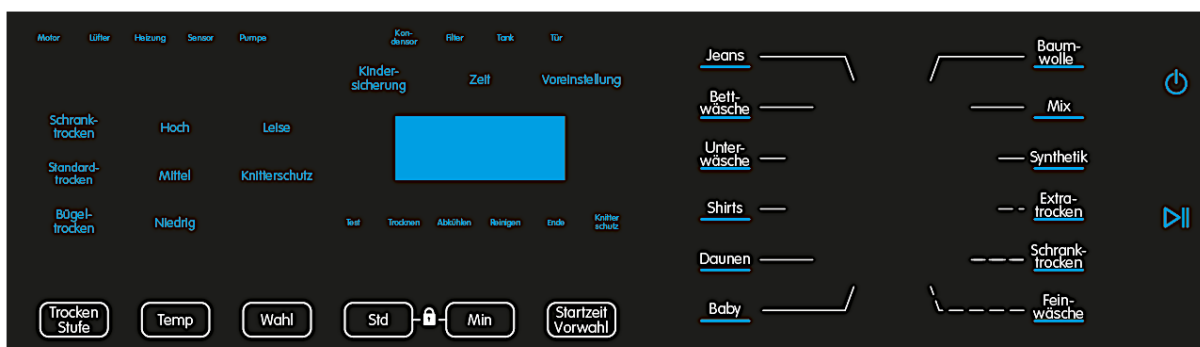 Motor Lüfter Heizung Sensor Pumpe
Kon-
densor Filter Tank Tür
Kinder-
sicherung Zeit Voreinstellung
Schrank-
trocken Hoch Leise
Standard-
trocken Mittel Knitterschutz
Bügel-
trocken Niedrig
Test Trocknen Abkühlen Reinigen Ende Knitter
schutz
Trocken
Stufe Temp Wahl Std Min Startzeit
Vorwahl
Jeans
Bett-
wäsche
Unter-
wäsche
Shirts
Daunen
Baby
Baum-
wolle
Mix
Synthetik
Extra-
trocken
Schrank-
trocken
Fein-
wäsche